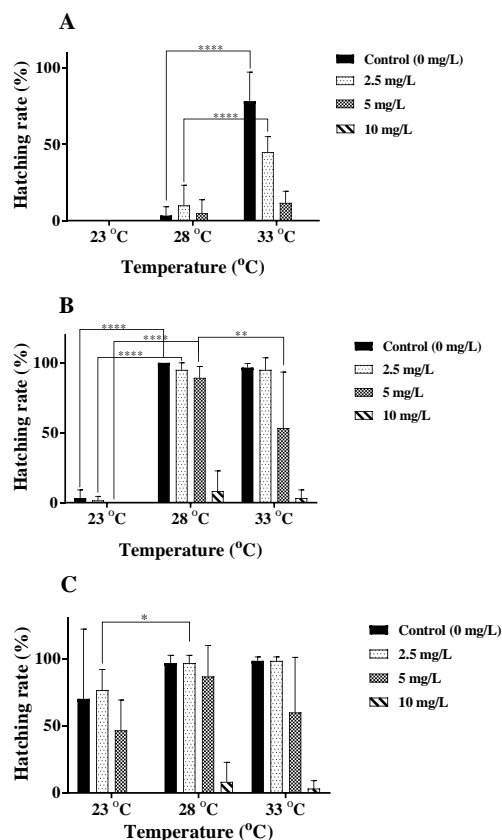 A
****
****
Hatching rate (%)
100
50
0
23 °C
28 °C
33 °C
Temperature (°C)
Control (0 mg/L)
2.5 mg/L
5 mg/L
10 mg/L
B
****
****
****
**
Hatching rate (%)
100
50
0
23 °C
28 °C
33 °C
Temperature (°C)
Control (0 mg/L)
2.5 mg/L
5 mg/L
10 mg/L
C
*
Hatching rate (%)
100
50
0
23 °C
28 °C
33 °C
Temperature (°C)
Control (0 mg/L)
2.5 mg/L
5 mg/L
10 mg/L